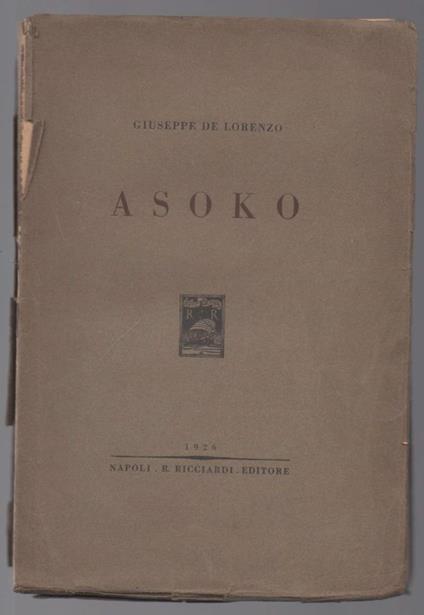 GIUSEPPE DE LORENZO
ASOKO
R R
1926
NAPOLI . R. RICCIARDI . EDITORE